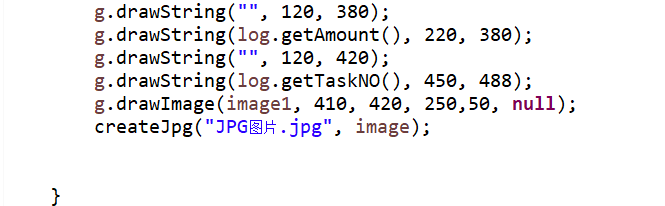 g.drawString("", 120, 380);
g.drawString(log.getAmount(), 220, 380);
g.drawString("", 120, 420);
g.drawString(log.getTaskNO(), 450, 488);
g.drawImage(image1, 410, 420, 250,50, null);
createJpg("JPG图片.jpg", image);
}